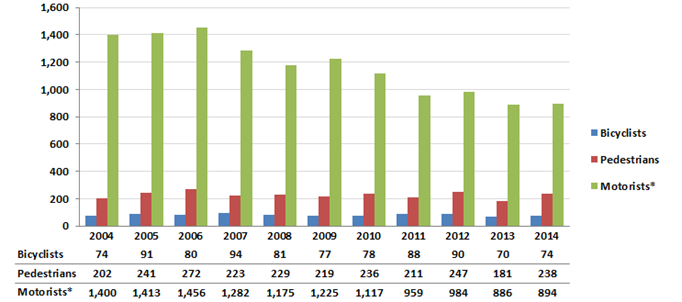 1,600
1,400
1,200
1,000
800
600
400
200
0
Bicyclists
Pedestrians
Motorists*
2004 2005 2006 2007 2008 2009 2010 2011 2012 2013 2014
Bicyclists 74 91 80 94 81 77 78 88 90 70 74
Pedestrians 202 241 272 223 229 219 236 211 247 181 238
Motorists* 1,400 1,413 1,456 1,282 1,175 1,225 1,117 959 984 886 894